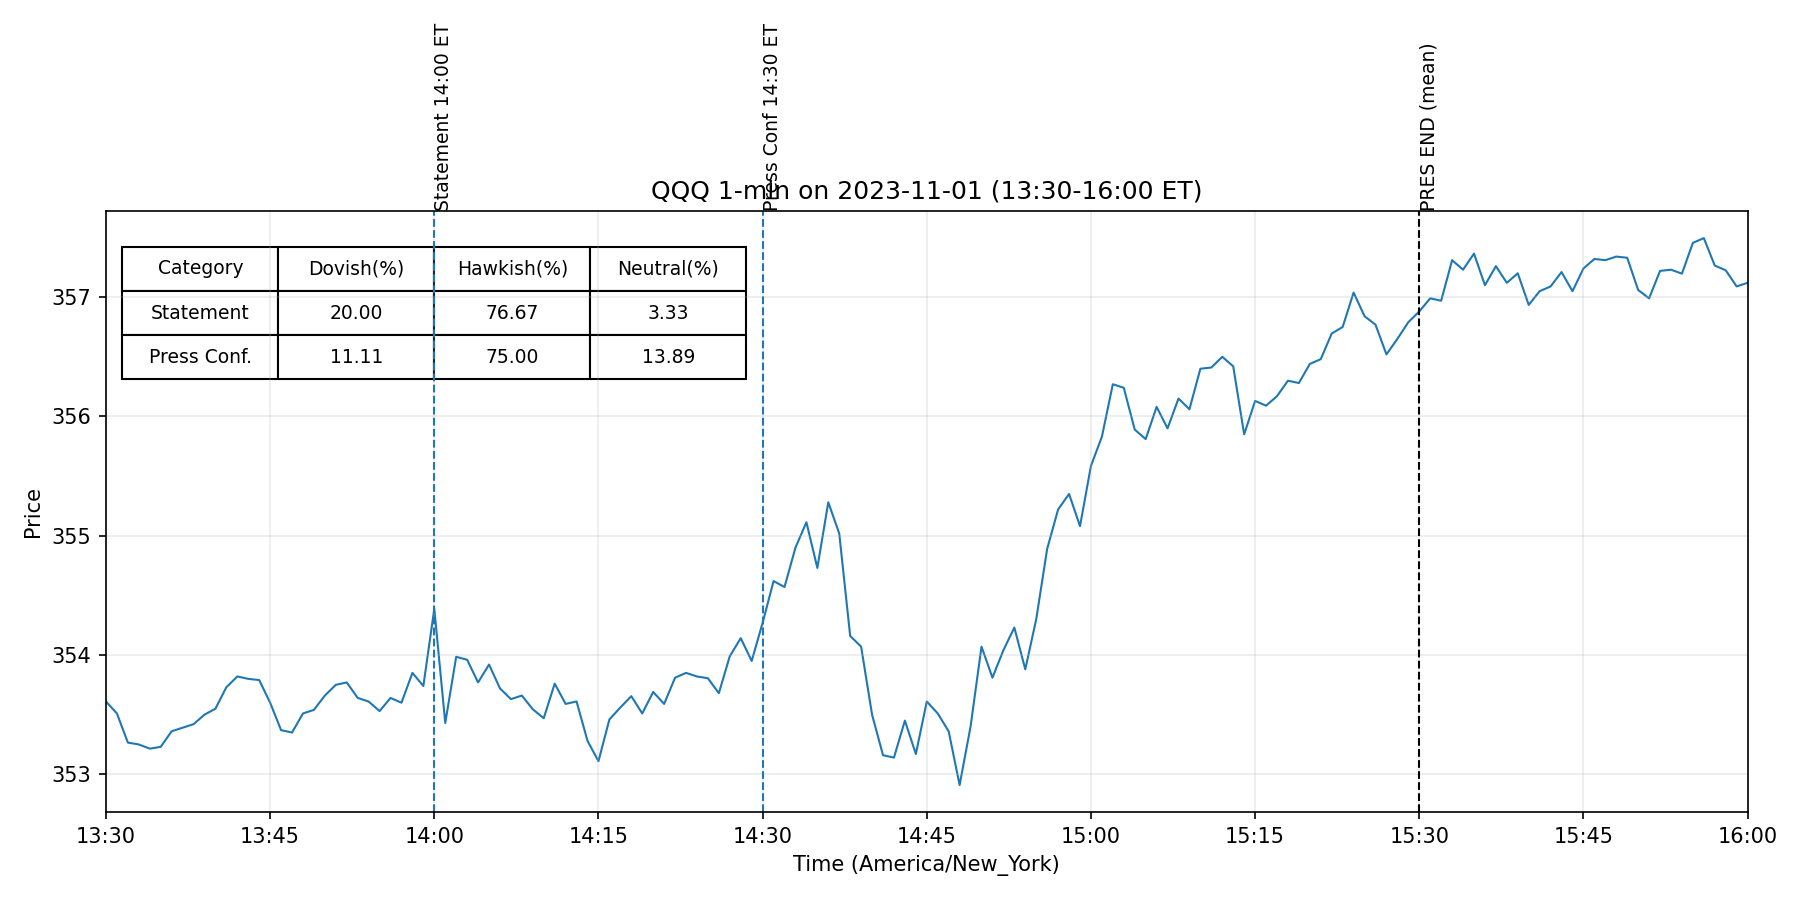 Statement 14:00 ET
Press Conf 14:30 ET
PRES END (mean)
QQQ 1-min on 2023-11-01 (13:30-16:00 ET)
Category Dovish(%) Hawkish(%) Neutral(%)
Statement 20.00 76.67 3.33
Press Conf. 11.11 75.00 13.89
Price
357
356
355
354
353
13:30 13:45 14:00 14:15 14:30 14:45 15:00 15:15 15:30 15:45 16:00
Time (America/New_York)